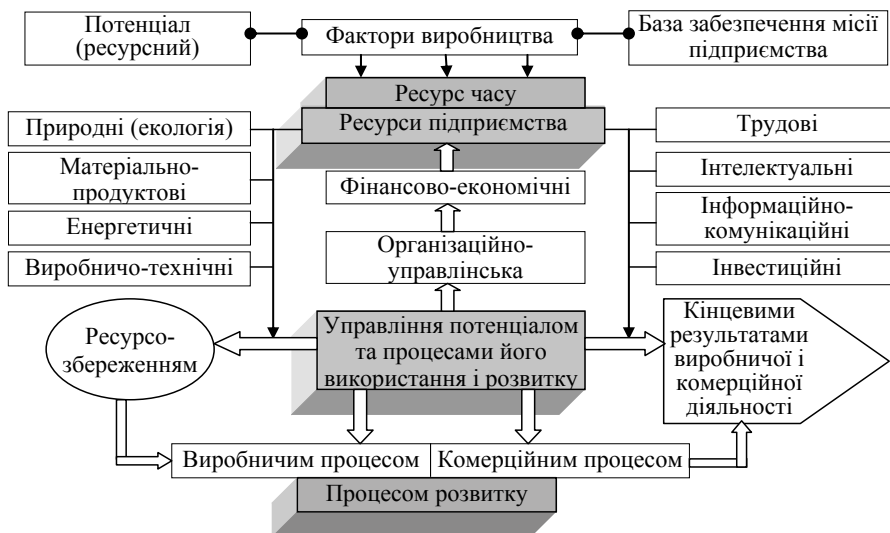 Потенціал
(ресурсний)
Фактори виробництва
База забезпечення місії
підприємства
Ресурс часу
Ресурси підприємства
Природні (екологія)
Матеріально-
продуктові
Енергетичні
Виробничо-технічні
Фінансово-економічні
Організаційно-
управлінська
Трудові
Інтелектуальні
Інформаційно-
комунікаційні
Інвестиційні
Ресурсо-
збереженням
Управління потенціалом
та процесами його
використання і розвитку
Кінцевими
результатами
виробничої і
комерційної
діяльності
Виробничим процесом
Комерційним процесом
Процесом розвитку